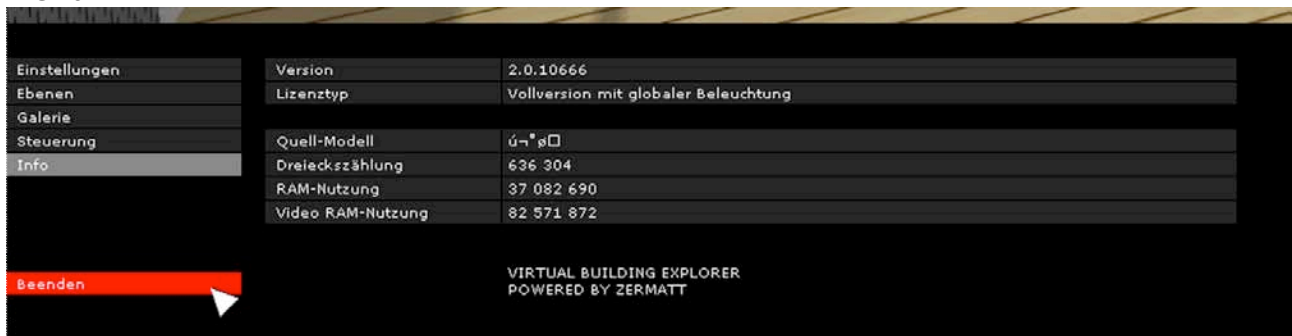 Einstellungen
Ebenen
Galerie
Steuerung
Info
Beenden
Version 2.0.10666
Lizenztyp Vollversion mit globaler Beleuchtung
Quell-Modell
Dreieckszählung 636 304
RAM-Nutzung 37 082 690
Video RAM-Nutzung 82 571 872
VIRTUAL BUILDING EXPLORER
POWERED BY ZERMATT